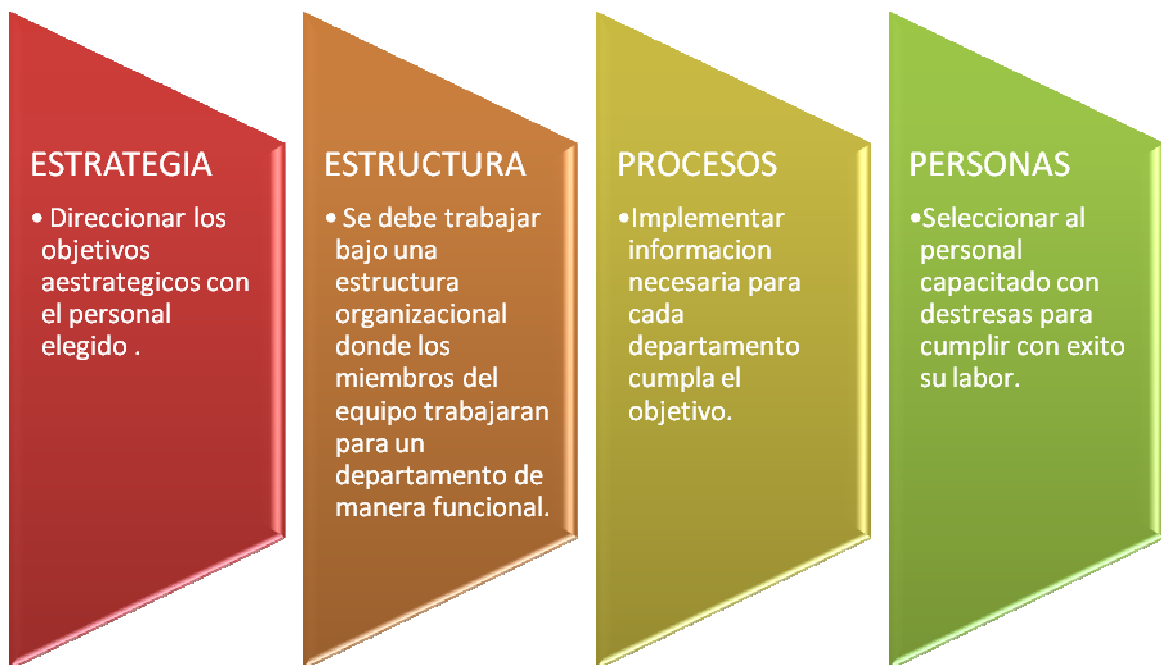 ESTRATEGIA
• Direccionar los
objetivos
aestrategicos con
el personal
elegido .
ESTRUCTURA
• Se debe trabajar
bajo una
estructura
organizacional
donde los
miembros del
equipo trabajaran
para un
departamento de
manera funcional.
PROCESOS
•Implementar
informacion
necesaria para
cada
departamento
cumpla el
objetivo.
PERSONAS
•Seleccionar al
personal
capacitado con
destresas para
cumplir con exito
su labor.